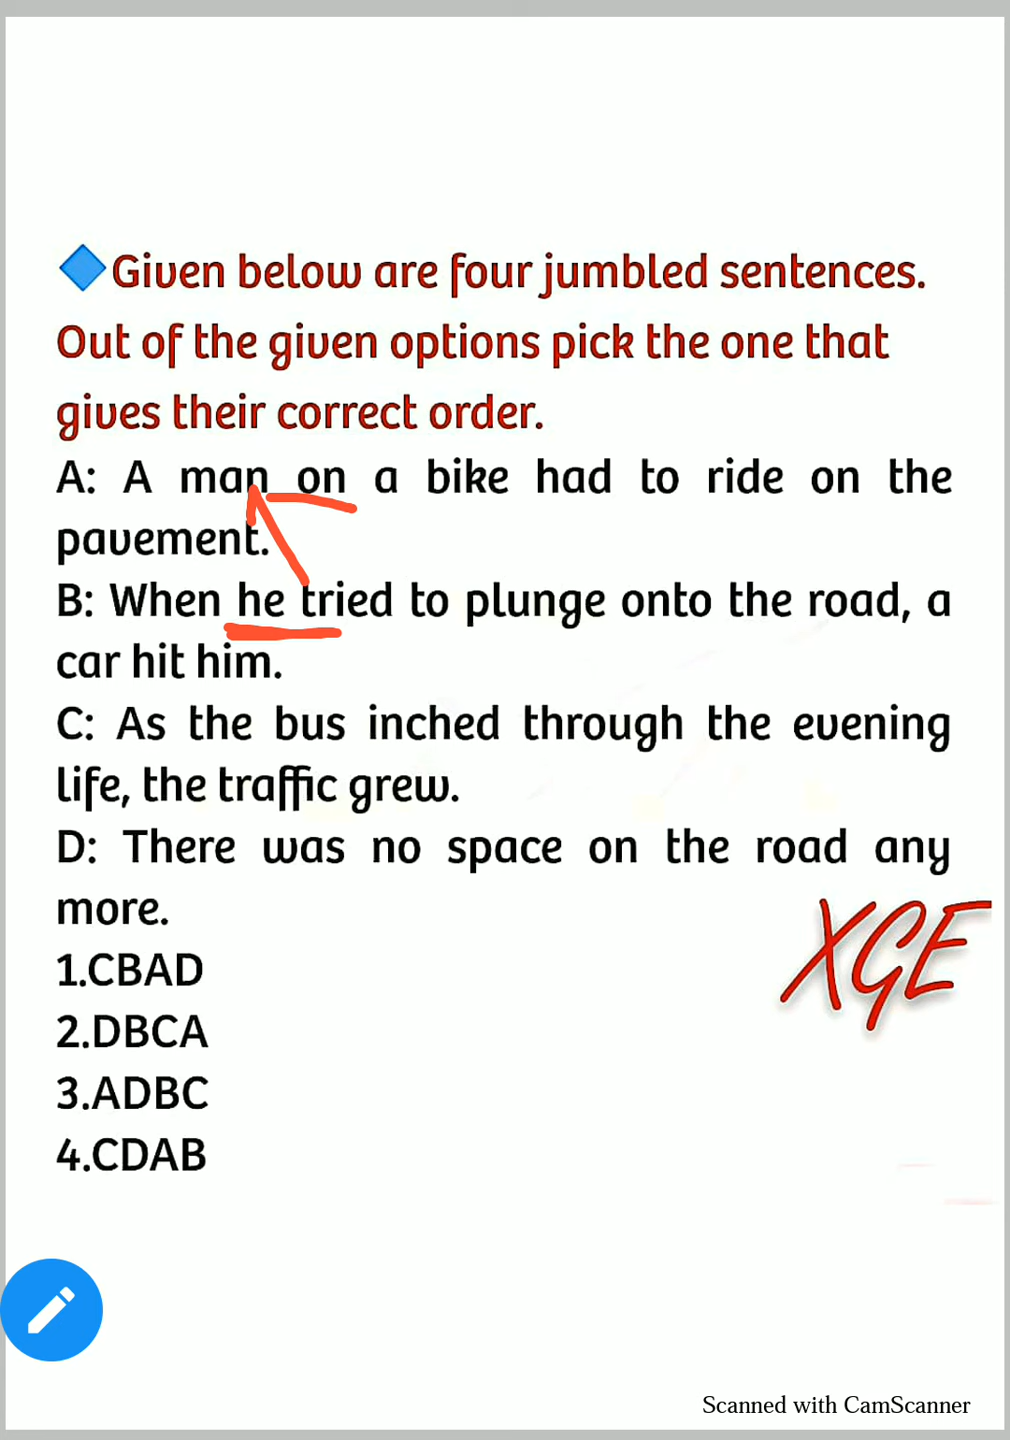 Given below are four jumbled sentences.
Out of the given options pick the one that
gives their correct order.
A: A man on a bike had to ride on the
pavement.
B: When he tried to plunge onto the road, a
car hit him.
C: As the bus inched through the evening
life, the traffic grew.
D: There was no space on the road any
more.
1.CBAD
2.DBCA
3.ADBC
4.CDAB
XGE
Scanned with CamScanner